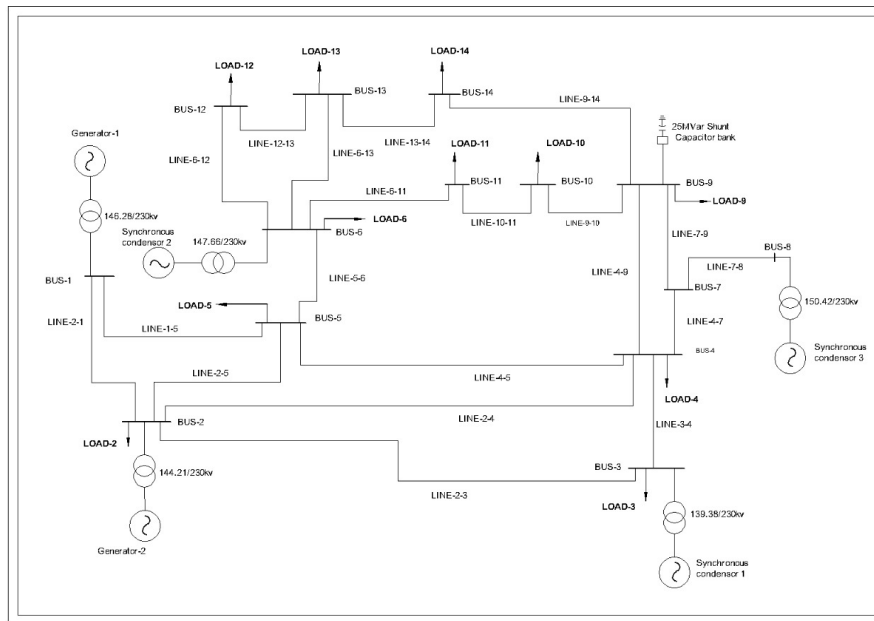 LOAD-12
LOAD-13
LOAD-14
BUS-13
BUS-14
BUS-12
LINE-9-14
LINE-12-13
LINE-13-14
25MVar Shunt
Capacitor bank
Generator-1
LINE-6-12
LINE-6-13
LOAD-11
LOAD-10
BUS-11
BUS-10
BUS-9
LINE-6-11
LOAD-9
146.28/230kv
LOAD-6
LINE-10-11
LINE-9-10
Synchronous
condensor 2
147.66/230kv
BUS-6
LINE-7-9
BUS-8
LINE-7-8
BUS-1
LINE-5-6
LINE-4-9
BUS-7
LOAD-5
150.42/230kv
LINE-2-1
LINE-1-5
BUS-5
LINE-4-7
BUS-4
Synchronous
condensor 3
LINE-2-5
LINE-4-5
LOAD-4
BUS-2
LINE-2-4
LINE-3-4
LOAD-2
144.21/230kv
BUS-3
LINE-2-3
LOAD-3
139.38/230kv
Generator-2
Synchronous
condensor 1